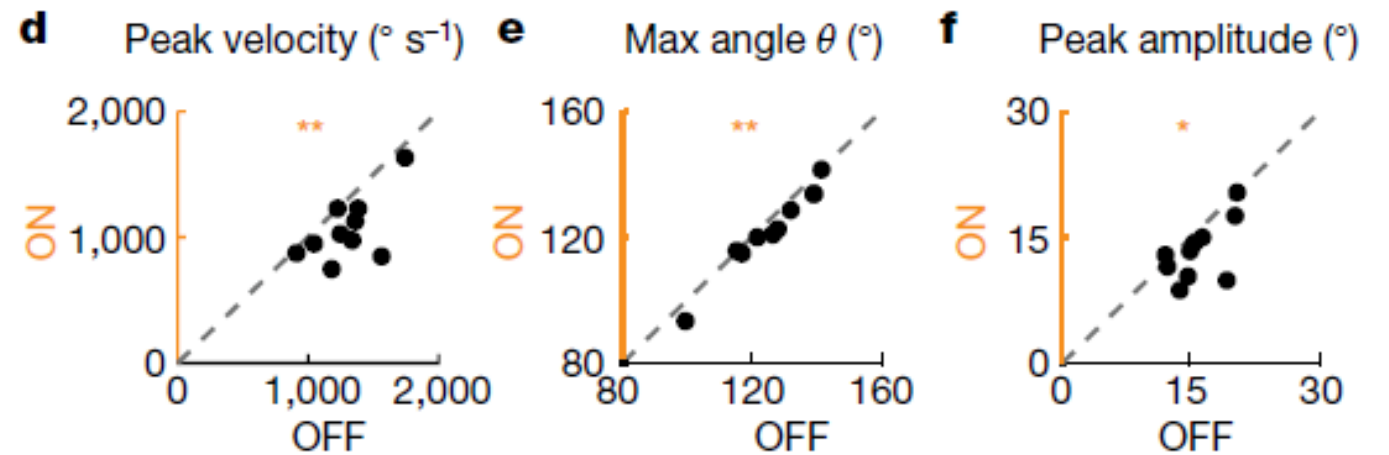 d Peak velocity (° s⁻¹)
e Max angle θ (°)
f Peak amplitude (°)
2,000
1,000
0
ON
**
0 1,000 2,000
OFF
160
120
80
ON
**
80 120 160
OFF
30
15
0
ON
*
0 15 30
OFF